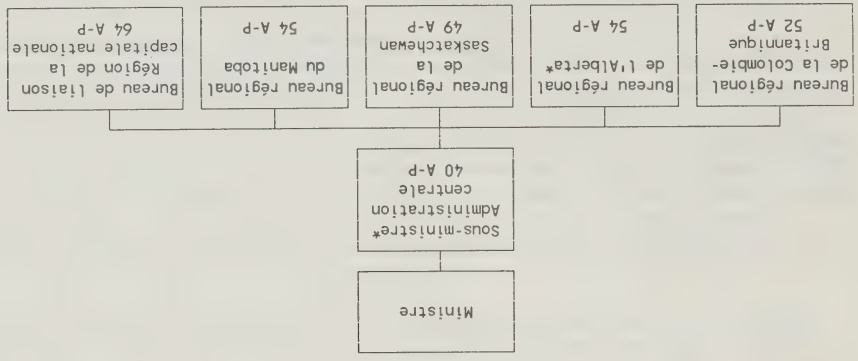 Ministre
Sous-ministre*
Administration
centrale
40 A-P
Bureau régional
de la Colombie-
Britannique
52 A-P
Bureau régional
de l'Alberta*
54 A-P
Bureau régional
de la
Saskatchewan
49 A-P
Bureau régional
du Manitoba
54 A-P
Bureau de liaison
Région de la
capitale nationale
64 A-P